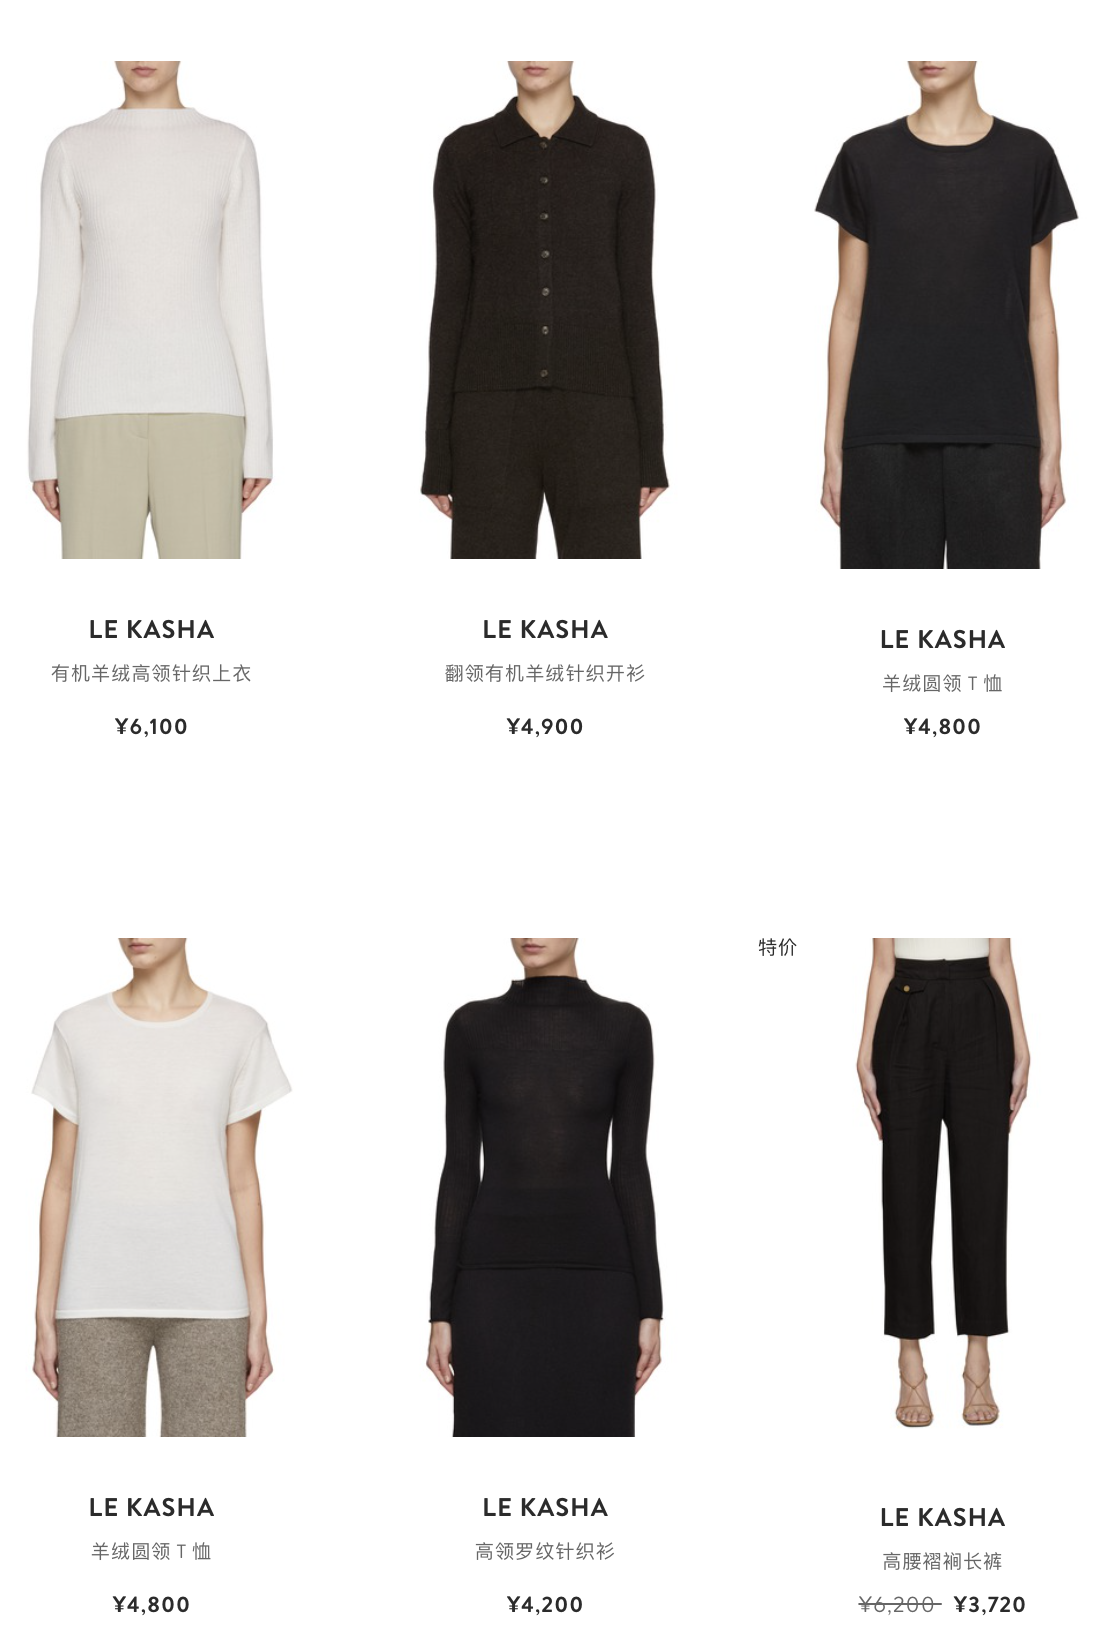 LE KASHA
有机羊绒高领针织上衣
¥6,100
LE KASHA
翻领有机羊绒针织开衫
¥4,900
LE KASHA
羊绒圆领 T 恤
¥4,800
LE KASHA
羊绒圆领 T 恤
¥4,800
LE KASHA
高领罗纹针织衫
¥4,200
特价
LE KASHA
高腰褶裥长裤
¥6,200 ¥3,720